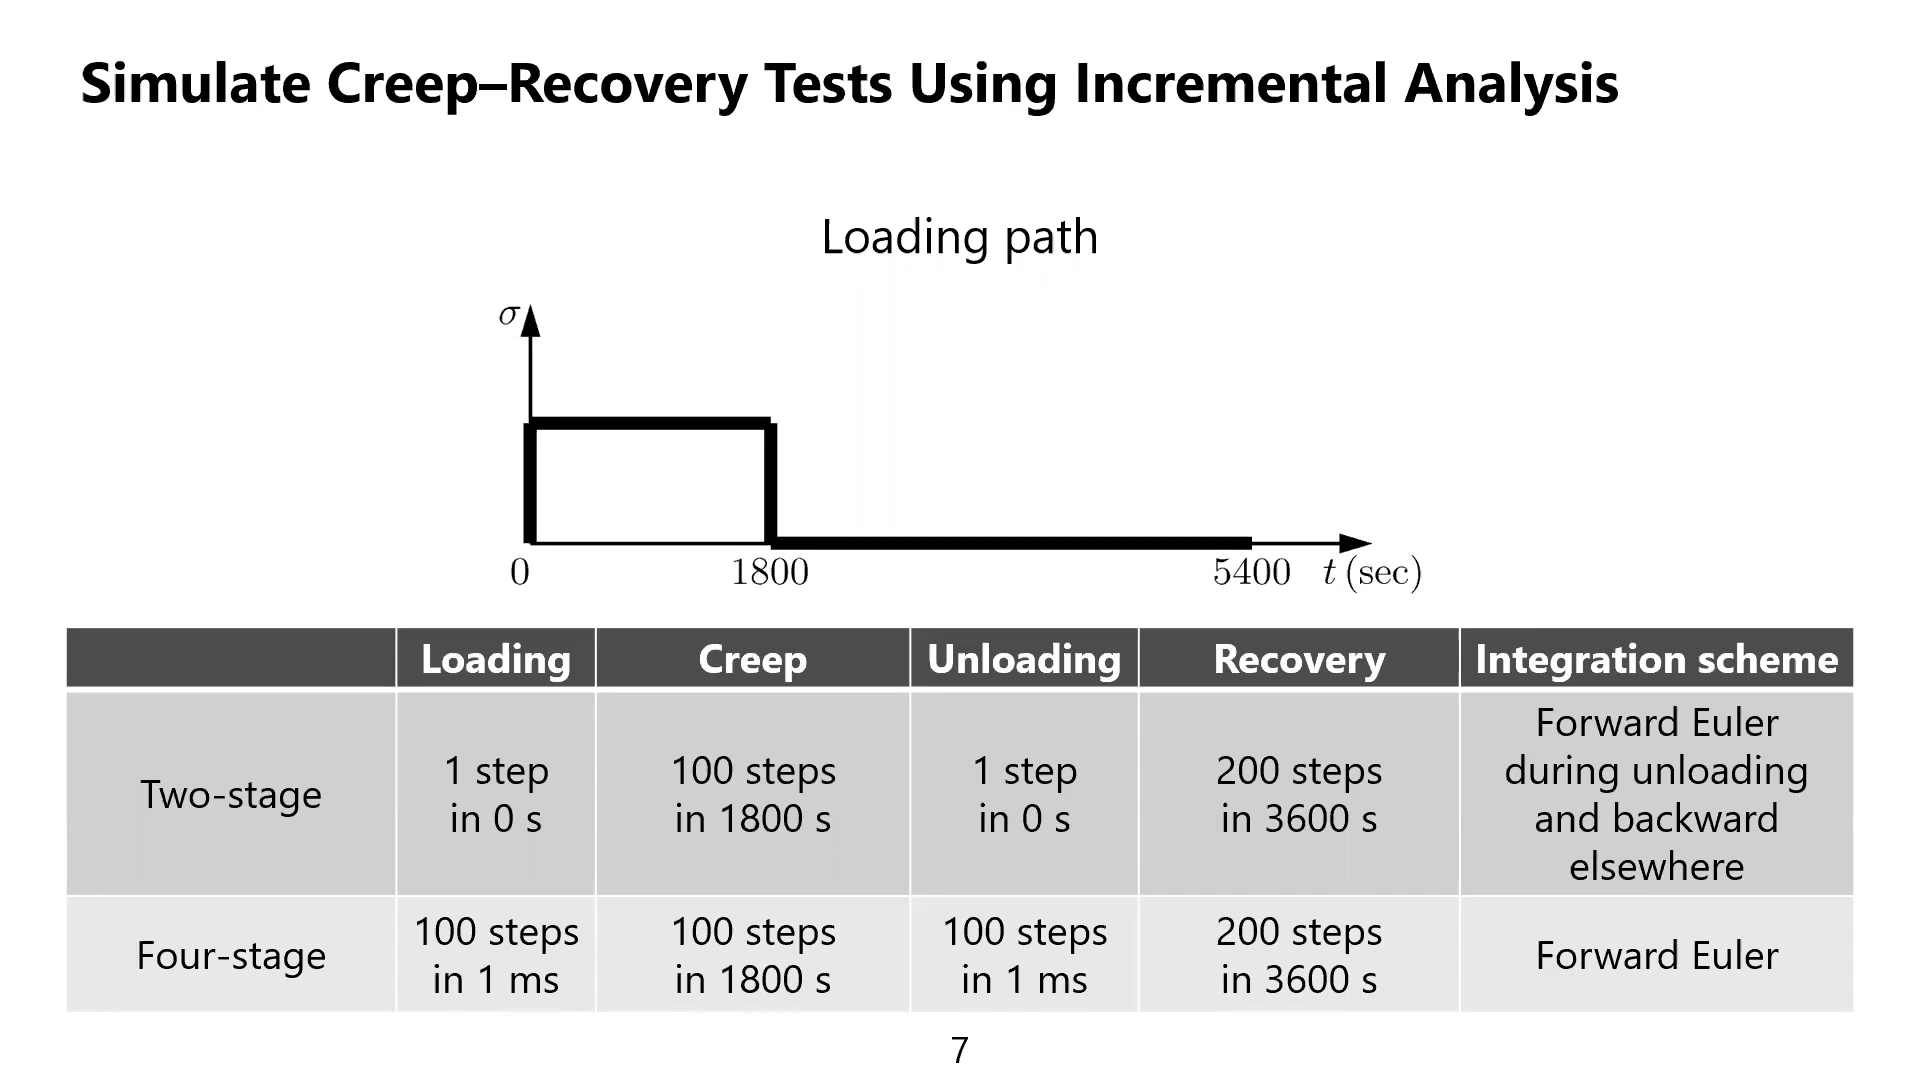 Simulate Creep–Recovery Tests Using Incremental Analysis
Loading path
σ
0
1800
5400
t (sec)
Loading
Creep
Unloading
Recovery
Integration scheme
Two-stage
1 step
in 0 s
100 steps
in 1800 s
1 step
in 0 s
200 steps
in 3600 s
Forward Euler
during unloading
and backward
elsewhere
Four-stage
100 steps
in 1 ms
100 steps
in 1800 s
100 steps
in 1 ms
200 steps
in 3600 s
Forward Euler
7